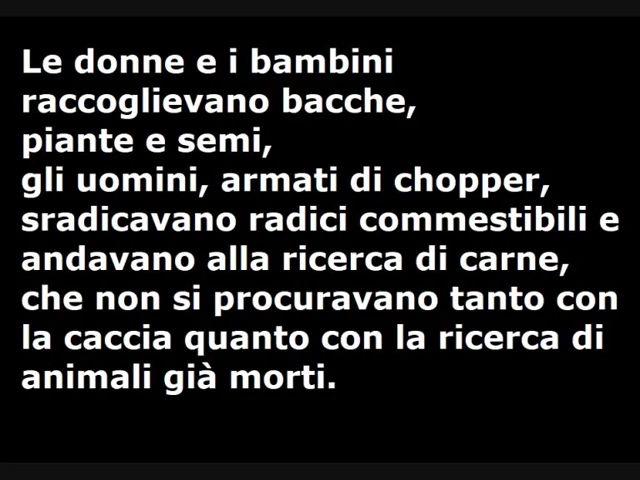 Le donne e i bambini
raccoglievano bacche,
piante e semi,
gli uomini, armati di chopper,
sradicavano radici commestibili e
andavano alla ricerca di carne,
che non si procuravano tanto con
la caccia quanto con la ricerca di
animali già morti.